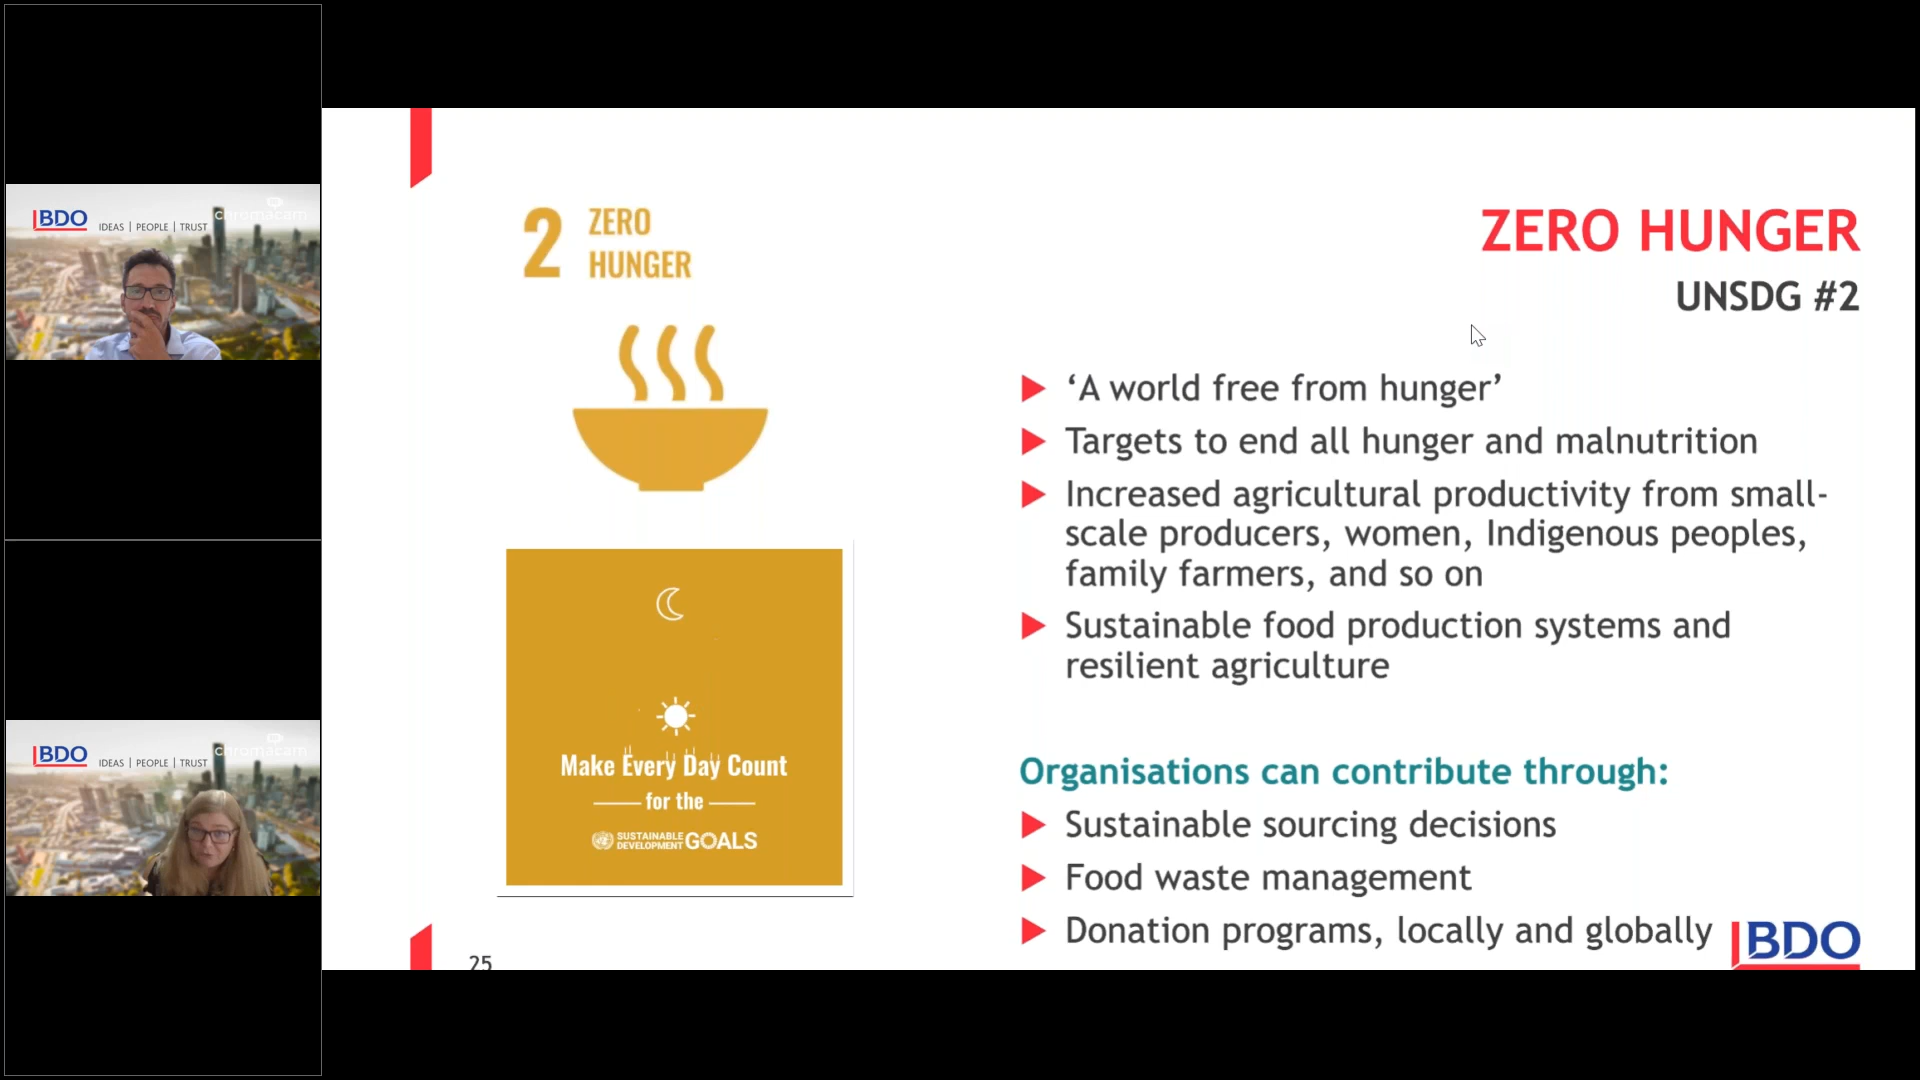 BDO
IDEAS | PEOPLE | TRUST
chromacam
BDO
IDEAS | PEOPLE | TRUST
chromacam
2
ZERO
HUNGER
Make Every Day Count
for the
SUSTAINABLE
DEVELOPMENT
GOALS
25
ZERO HUNGER
UNSDG #2
‘A world free from hunger’
Targets to end all hunger and malnutrition
Increased agricultural productivity from small-
scale producers, women, Indigenous peoples,
family farmers, and so on
Sustainable food production systems and
resilient agriculture
Organisations can contribute through:
Sustainable sourcing decisions
Food waste management
Donation programs, locally and globally
BDO